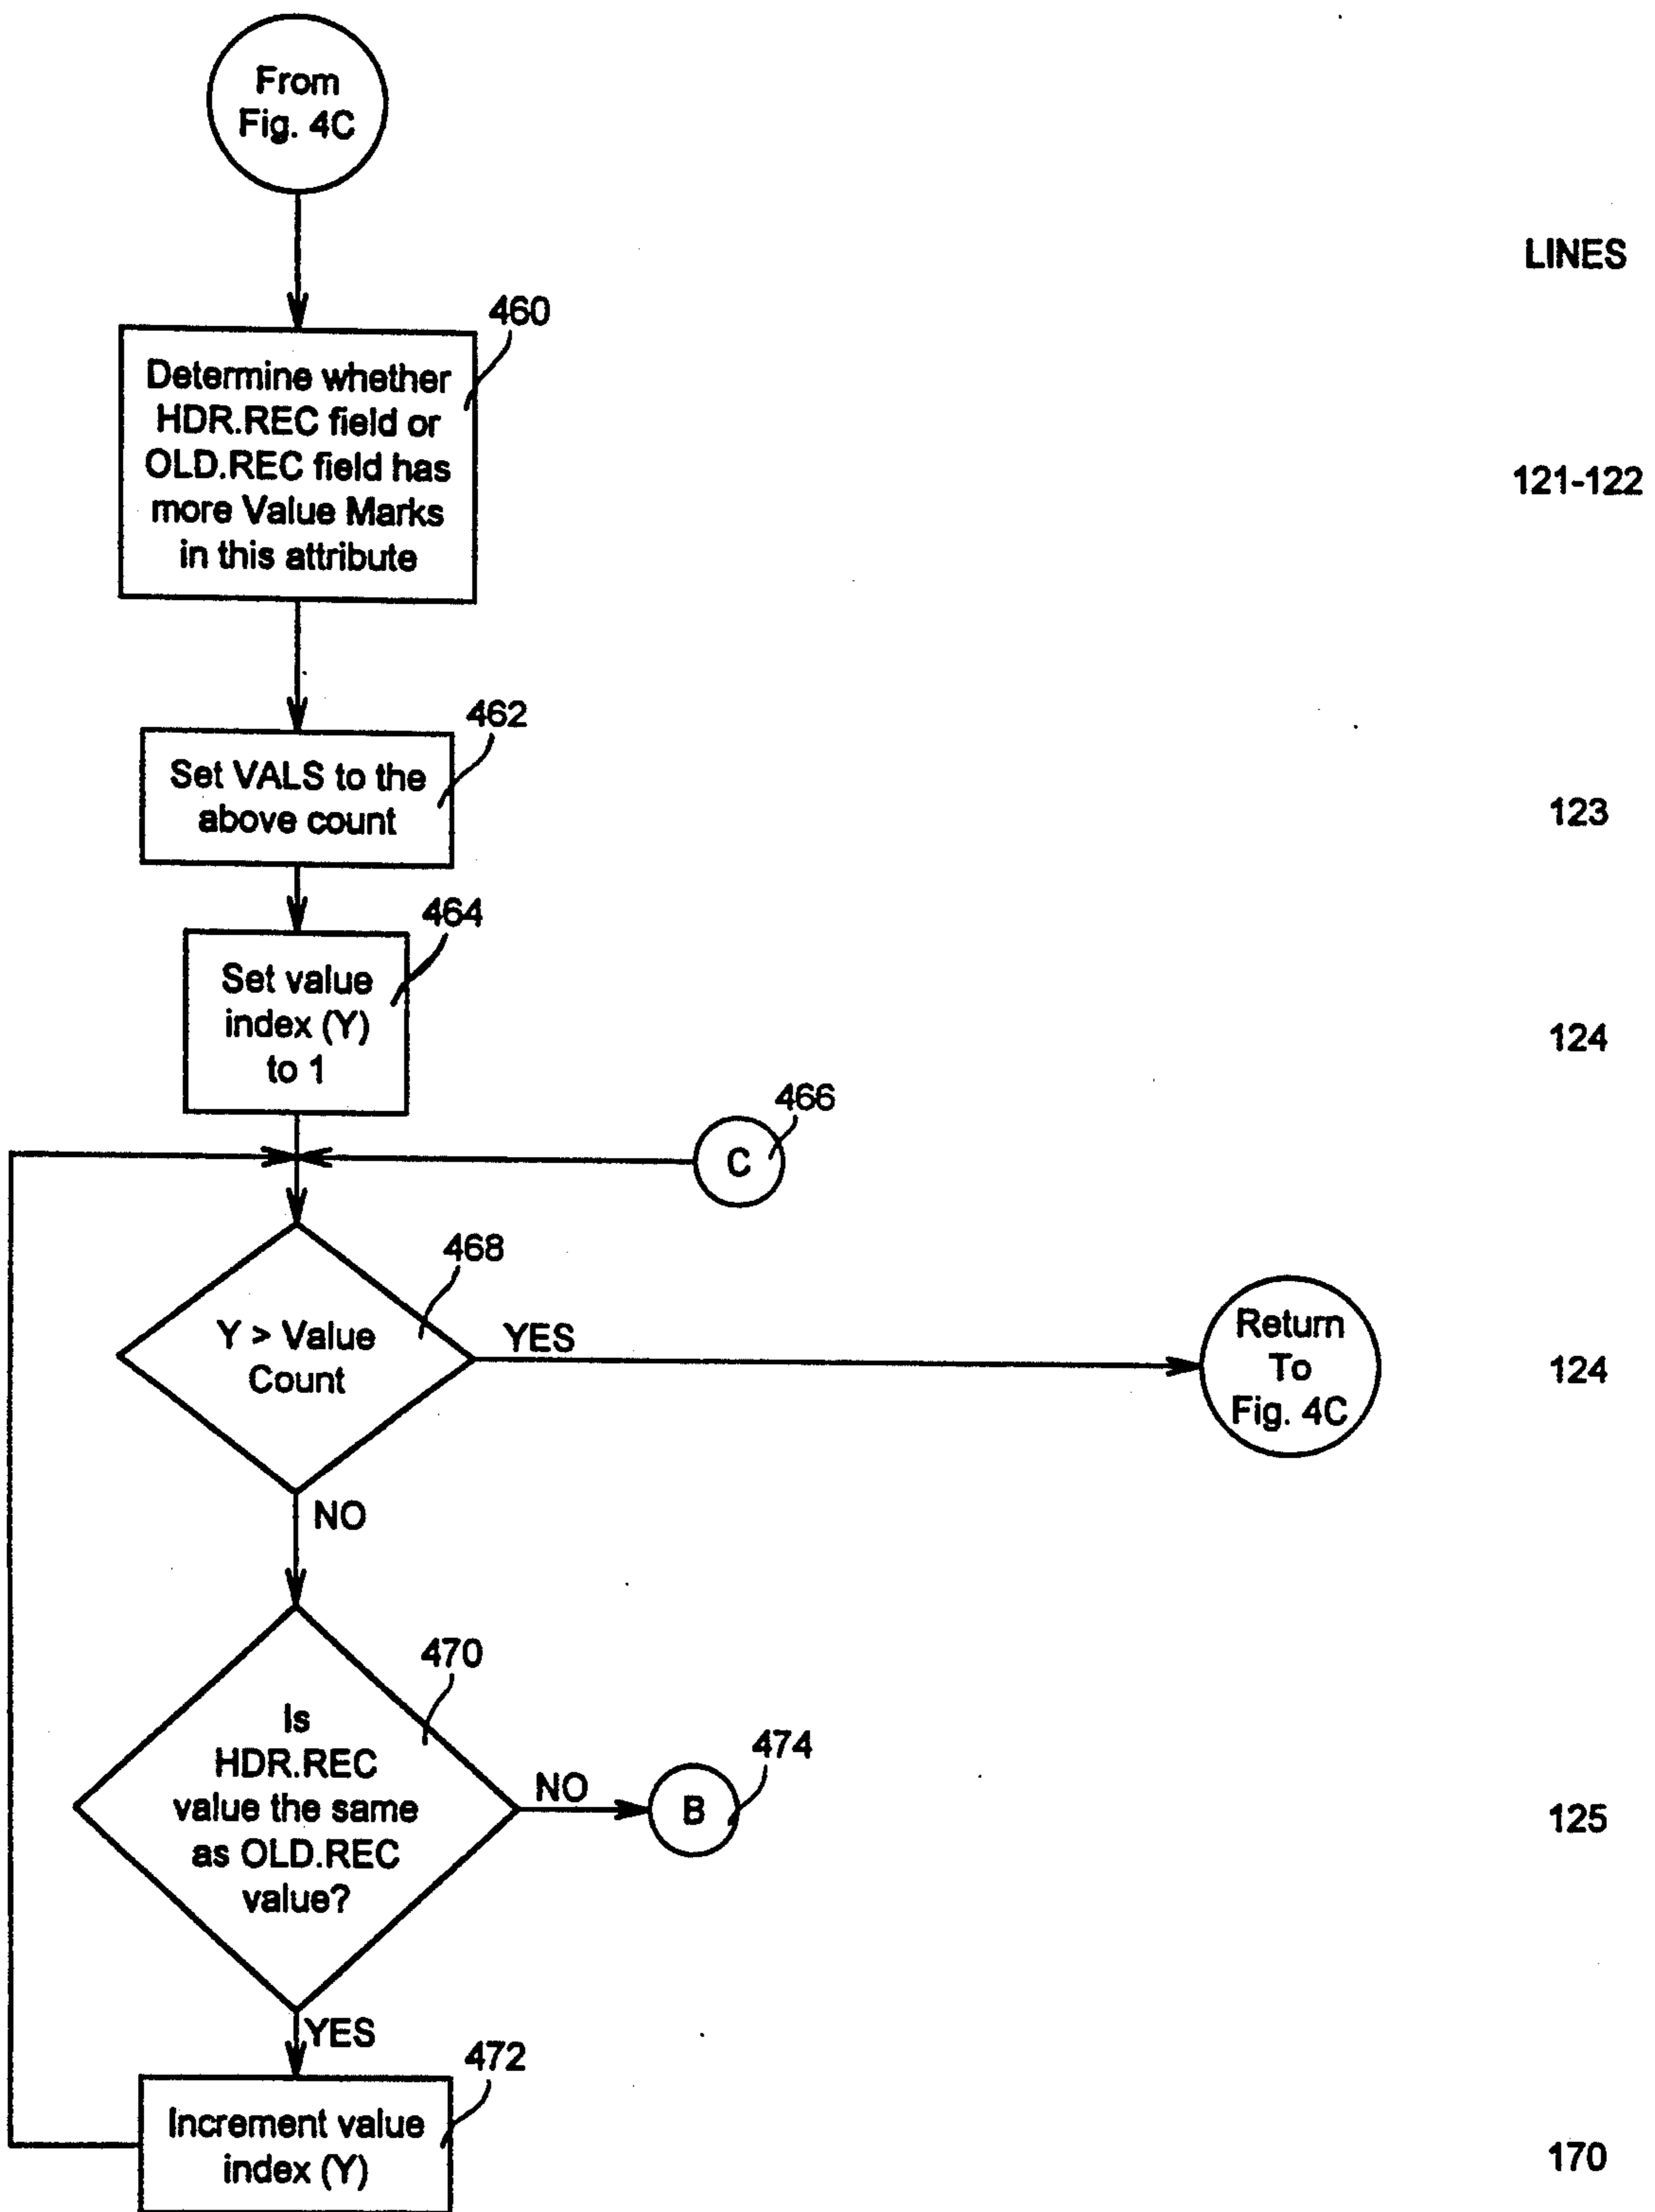 From
Fig. 4C
LINES
460
Determine whether
HDR.REC field or
OLD.REC field has
more Value Marks
in this attribute
121-122
462
Set VALS to the
above count
123
464
Set value
index (Y)
to 1
124
466
C
468
Y > Value
Count
YES
Return
To
Fig. 4C
124
NO
470
Is
HDR.REC
value the same
as OLD.REC
value?
NO
B
474
125
YES
472
Increment value
index (Y)
170